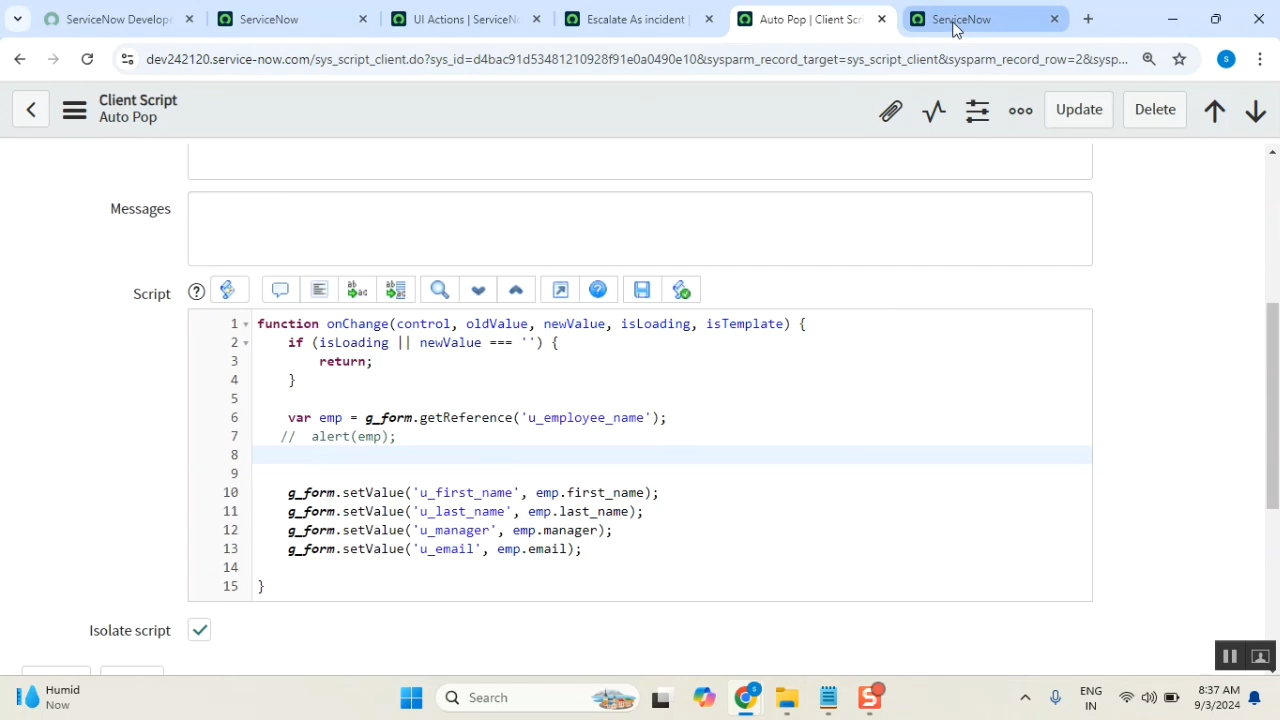 ServiceNow Develope
ServiceNow
UI Actions | ServiceNo
Escalate As incident |
Auto Pop | Client Scri
ServiceNow
dev242120.service-now.com/sys_script_client.do?sys_id=d4bac91d53481210928f91e0a0490e10&sysparm_record_target=sys_script_client&sysparm_record_row=2&sysp...
s
Client Script
Auto Pop
Update
Delete
Messages
Script
1 function onChange(control, oldValue, newValue, isLoading, isTemplate) {
2 if (isLoading || newValue === '') {
3 return;
4 }
5
6 var emp = g_form.getReference('u_employee_name');
7 // alert(emp);
8
9
10 g_form.setValue('u_first_name', emp.first_name);
11 g_form.setValue('u_last_name', emp.last_name);
12 g_form.setValue('u_manager', emp.manager);
13 g_form.setValue('u_email', emp.email);
14
15 }
Isolate script
Humid
Now
Search
ENG
IN
8:37 AM
9/3/2024